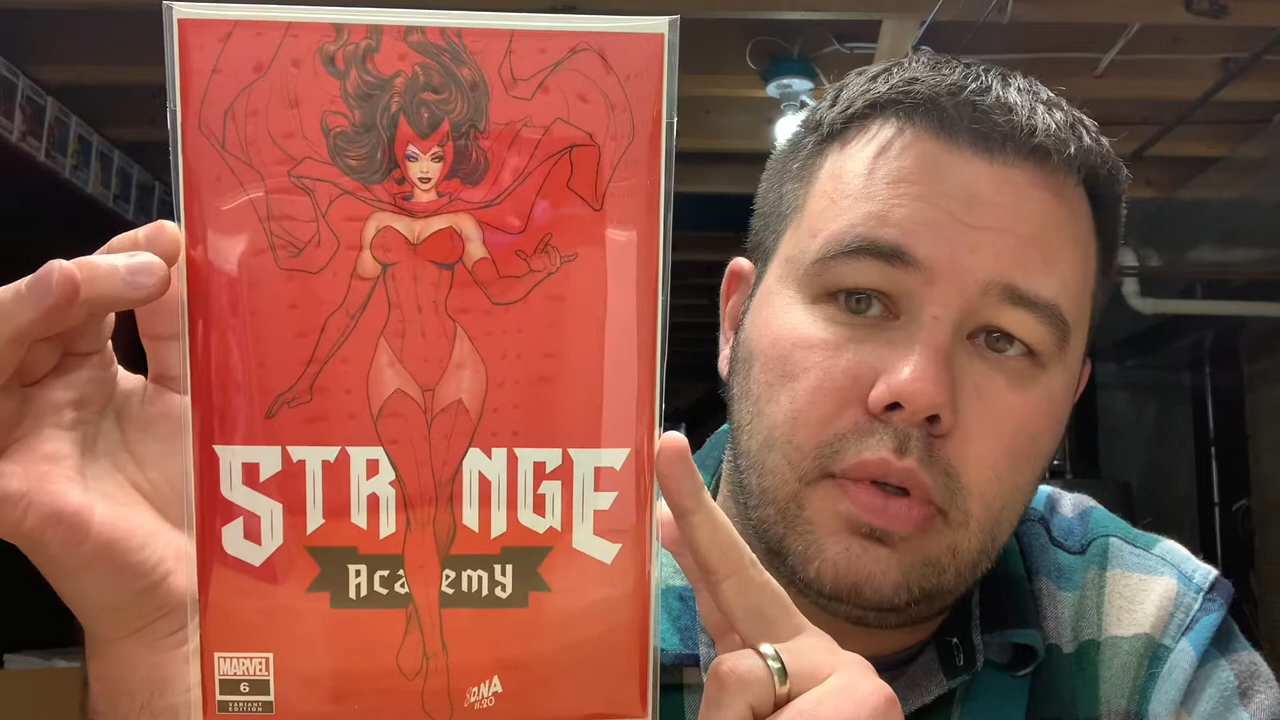 STRANGE
Academy
MARVEL
6
VARIANT
EDITION
DNA
11.20